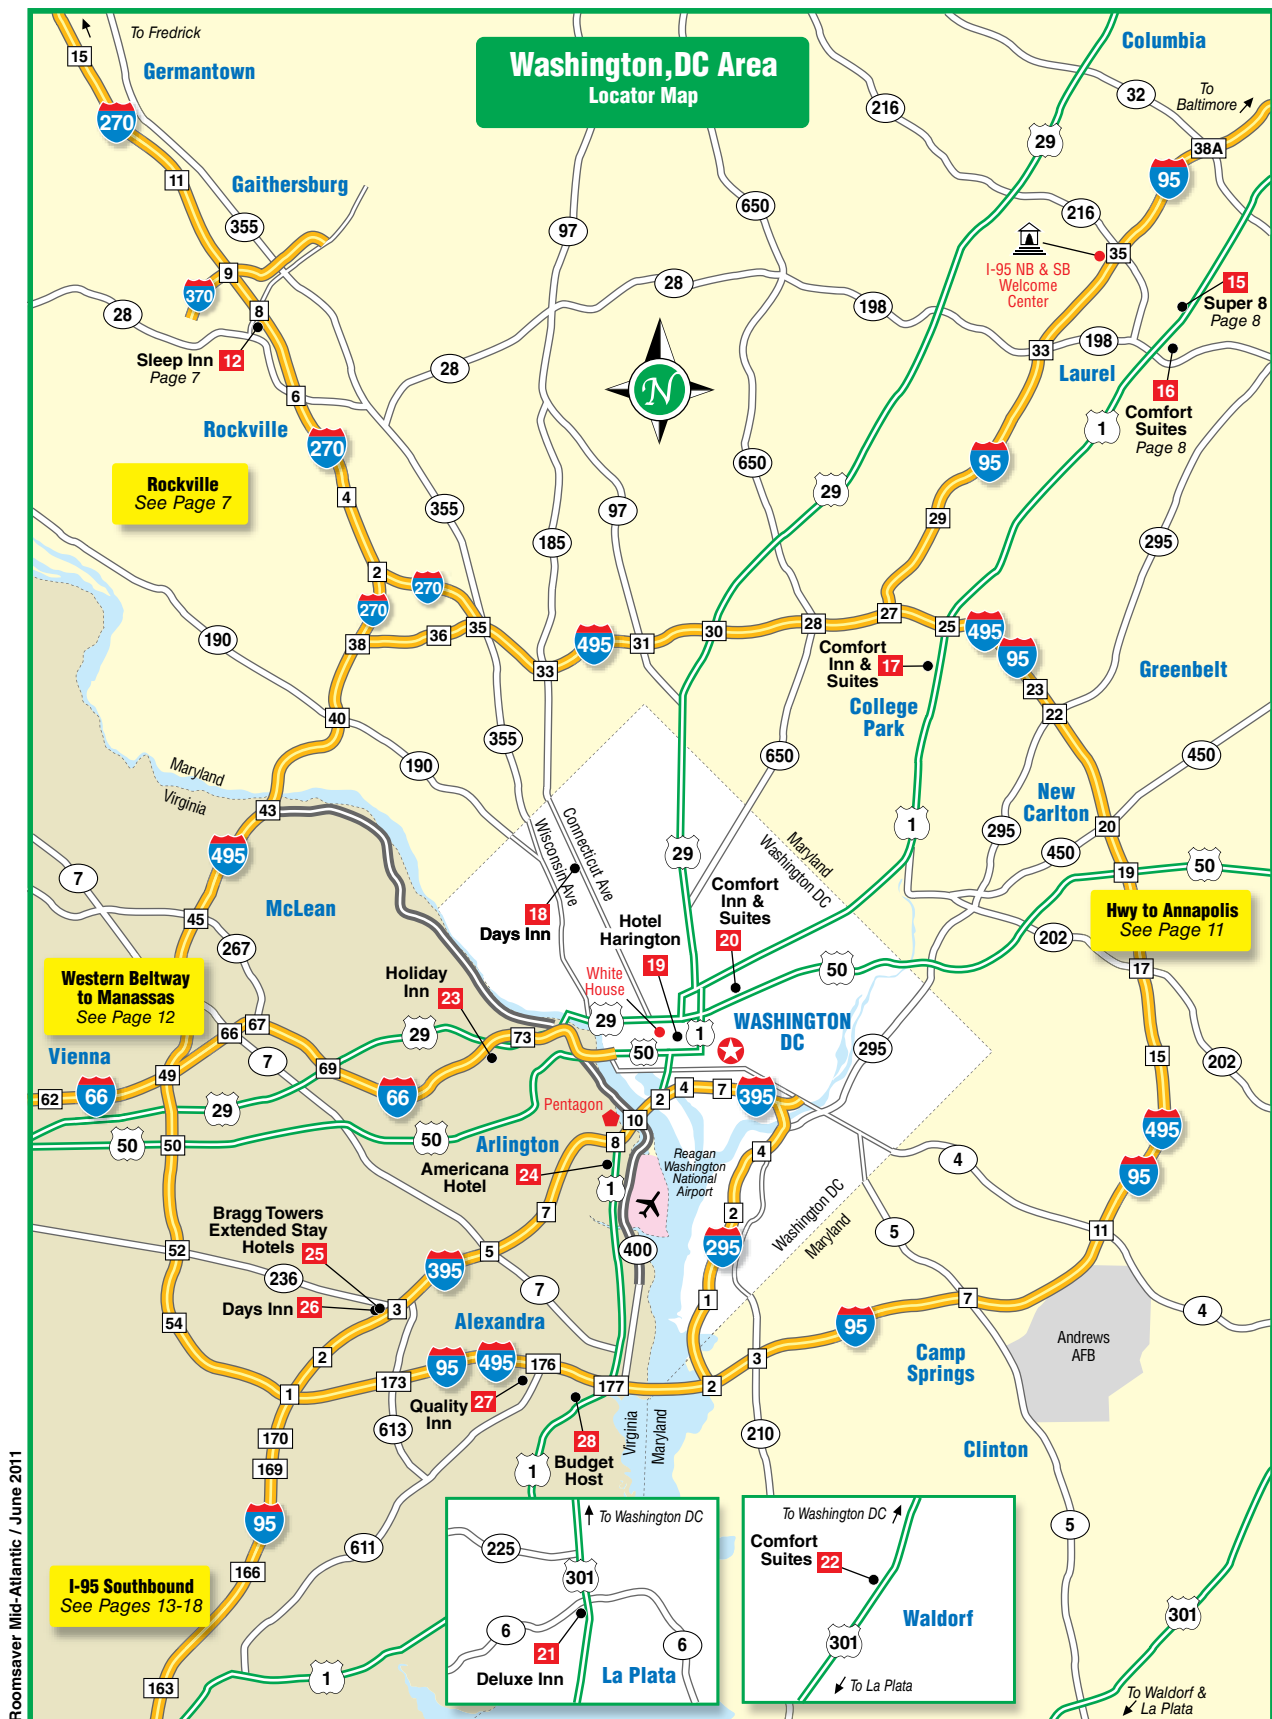 Washington,DC Area
Locator Map
To Fredrick
15
Germantown
270
11
Gaithersburg
355
9
370
8
28
Sleep Inn 12
Page 7
6
Rockville
270
Rockville
See Page 7
4
355
2
270
270
38
36
35
190
40
190
355
Maryland
Virginia
43
495
97
28
28
650
97
650
185
33
495
31
30
28
27
25
495
95
23
22
Columbia
32
To
Baltimore
38A
216
29
95
216
35
I-95 NB & SB
Welcome
Center
15
Super 8
Page 8
198
33
198
Laurel
16
Comfort
Suites
Page 8
1
95
29
29
295
Comfort
Inn &
Suites
17
College
Park
Greenbelt
650
450
New
Carlton
295
20
450
1
19
50
Hwy to Annapolis
See Page 11
202
17
15
202
495
95
29
Maryland
Washington DC
Connecticut Ave
Wisconsin Ave
18
Days Inn
Hotel
Harington
19
Comfort
Inn &
Suites
20
White
House
29
50
1
50
WASHINGTON
DC
295
7
McLean
45
267
Western Beltway
to Manassas
See Page 12
Holiday
Inn 23
66
67
7
29
73
Vienna
49
69
62
66
66
29
50
50
50
Pentagon
10
2
4
7
395
8
Arlington
Americana
Hotel
24
1
Reagan
Washington
National
Airport
4
2
295
1
Washington DC
Maryland
4
5
11
4
7
Andrews
AFB
Bragg Towers
Extended Stay
Hotels 25
52
236
Days Inn 26
3
395
5
7
7
400
54
2
Alexandra
1
173
95
495
176
177
2
3
95
Camp
Springs
Quality
Inn
27
28
Budget
Host
613
1
Virginia
Maryland
210
Clinton
5
170
169
95
166
611
I-95 Southbound
See Pages 13-18
163
1
To Washington DC
225
301
6
21
Deluxe Inn
La Plata
6
To Washington DC
Comfort
Suites 22
Waldorf
301
To La Plata
301
To Waldorf &
La Plata
Roomsaver Mid-Atlantic / June 2011